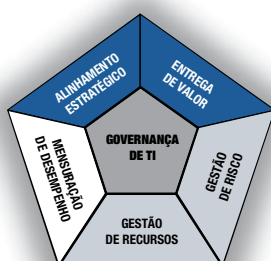 ALINHAMENTO
ESTRATÉGICO
ENTREGA
DE VALOR
MENSURAÇÃO
DE DESEMPENHO
GOVERNANÇA
DE TI
GESTÃO
DE RISCO
GESTÃO
DE RECURSOS